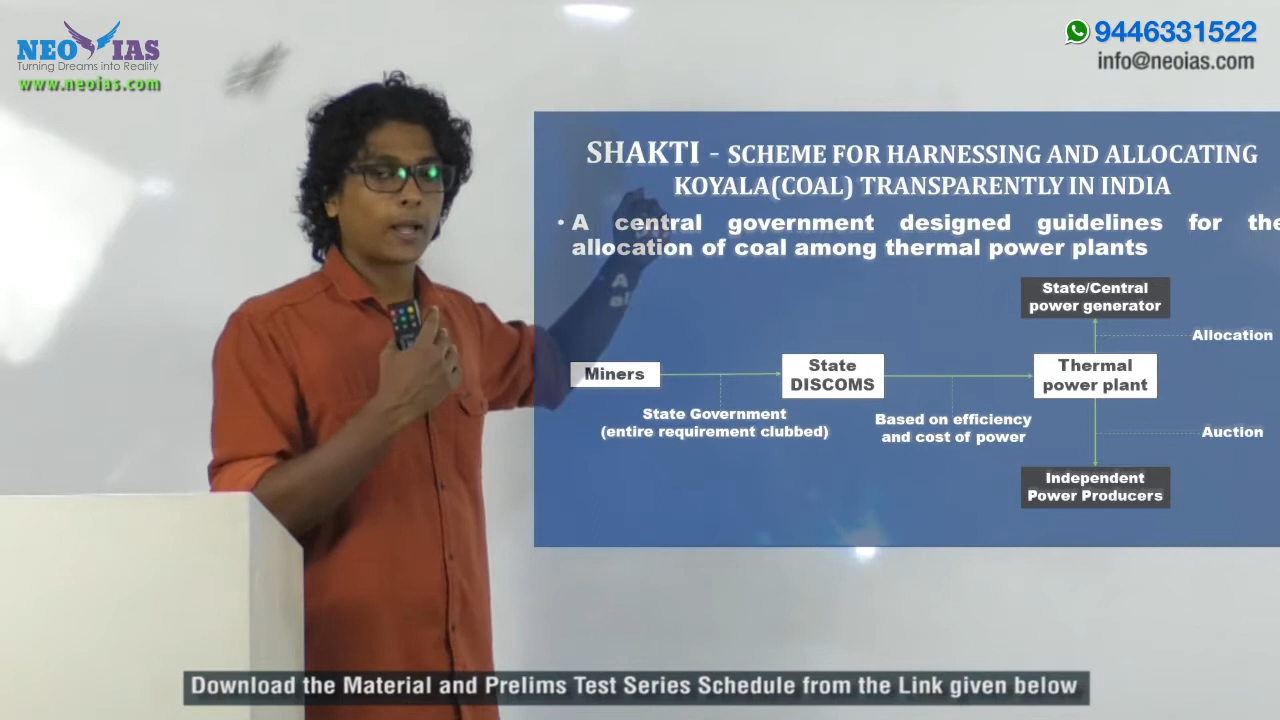 NEO IAS
Turning Dreams into Reality
www.neoias.com
9446331522
info@neoias.com
SHAKTI - SCHEME FOR HARNESSING AND ALLOCATING
KOYALA(COAL) TRANSPARENTLY IN INDIA
• A central government designed guidelines for the
allocation of coal among thermal power plants
State/Central
power generator
Allocation
Miners
State
DISCOMS
Thermal
power plant
State Government
(entire requirement clubbed)
Based on efficiency
and cost of power
Auction
Independent
Power Producers
Download the Material and Prelims Test Series Schedule from the Link given below